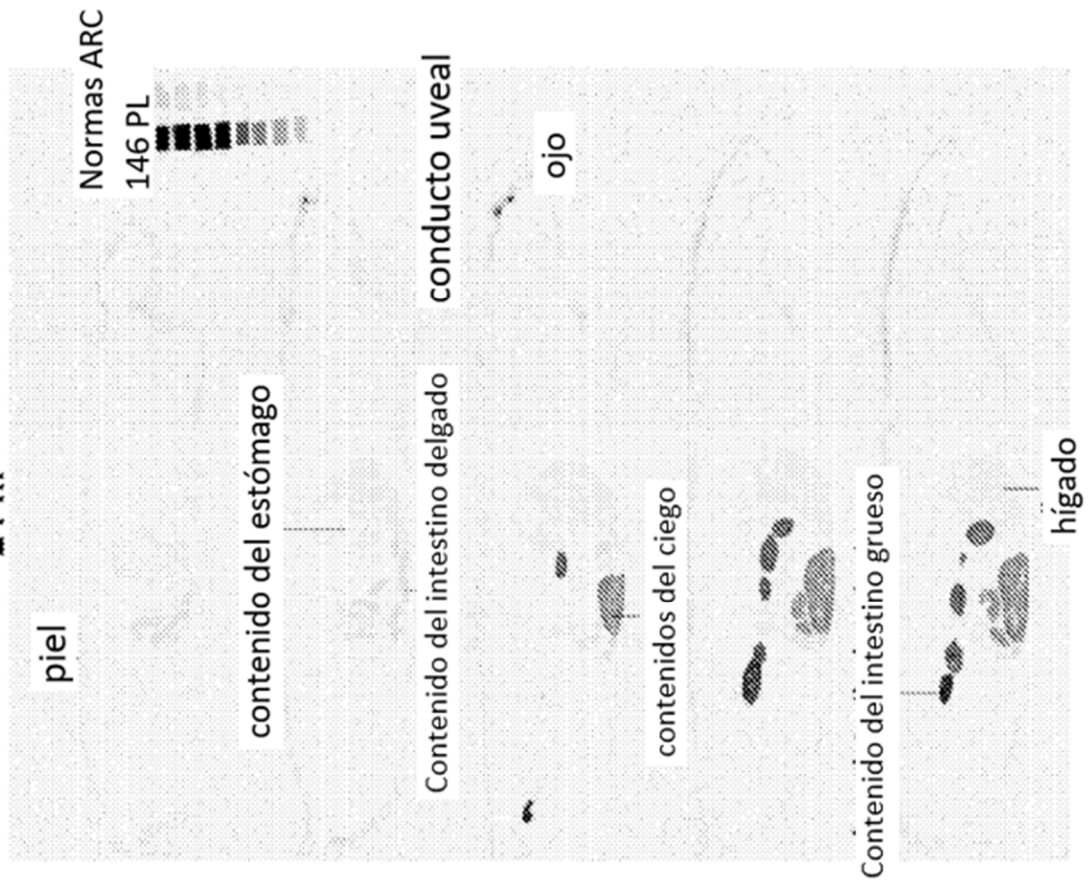 piel
Normas ARC
146 PL
contenido del estómago
conducto uveal
Contenido del intestino delgado
ojo
contenidos del ciego
Contenido del intestino grueso
hígado